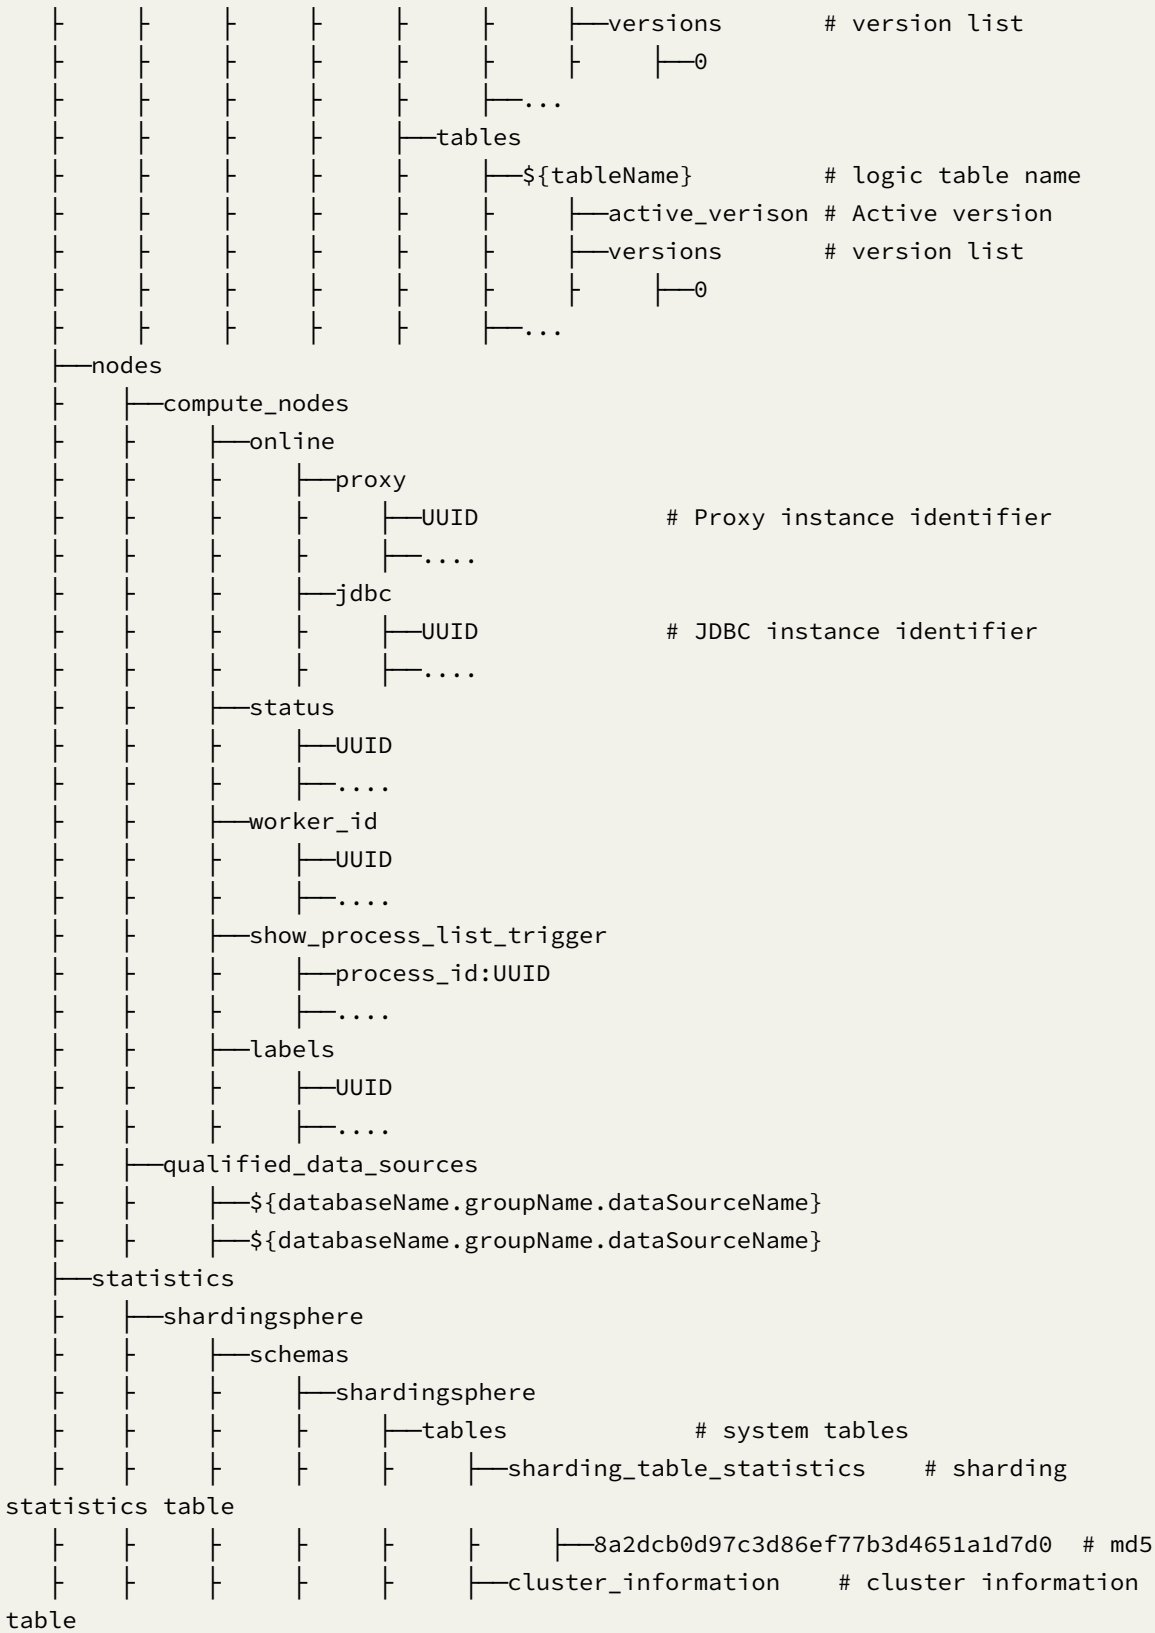 ├      ├      ├      ├      ├      ├      ├──versions       # version list
├      ├      ├      ├      ├      ├      ├      ├──0
├      ├      ├      ├      ├      ├──...
├      ├      ├      ├      ├──tables
├      ├      ├      ├      ├      ├──${tableName}         # logic table name
├      ├      ├      ├      ├      ├      ├──active_verison # Active version
├      ├      ├      ├      ├      ├      ├──versions       # version list
├      ├      ├      ├      ├      ├      ├      ├──0
├      ├      ├      ├      ├      ├──...
├──nodes
├     ├──compute_nodes
├     ├      ├──online
├     ├      ├      ├──proxy
├     ├      ├      ├      ├──UUID             # Proxy instance identifier
├     ├      ├      ├      ├──....
├     ├      ├      ├──jdbc
├     ├      ├      ├      ├──UUID             # JDBC instance identifier
├     ├      ├      ├      ├──....
├     ├      ├──status
├     ├      ├      ├──UUID
├     ├      ├      ├──....
├     ├      ├──worker_id
├     ├      ├      ├──UUID
├     ├      ├      ├──....
├     ├      ├──show_process_list_trigger
├     ├      ├      ├──process_id:UUID
├     ├      ├      ├──....
├     ├      ├──labels
├     ├      ├      ├──UUID
├     ├      ├      ├──....
├     ├──qualified_data_sources
├     ├      ├──${databaseName.groupName.dataSourceName}
├     ├      ├──${databaseName.groupName.dataSourceName}
├──statistics
├     ├──shardingsphere
├     ├      ├──schemas
├     ├      ├      ├──shardingsphere
├     ├      ├      ├      ├──tables             # system tables
├     ├      ├      ├      ├      ├──sharding_table_statistics    # sharding
statistics table
├     ├      ├      ├      ├      ├      ├──8a2dcb0d97c3d86ef77b3d4651a1d7d0  # md5
├     ├      ├      ├      ├      ├──cluster_information    # cluster information
table